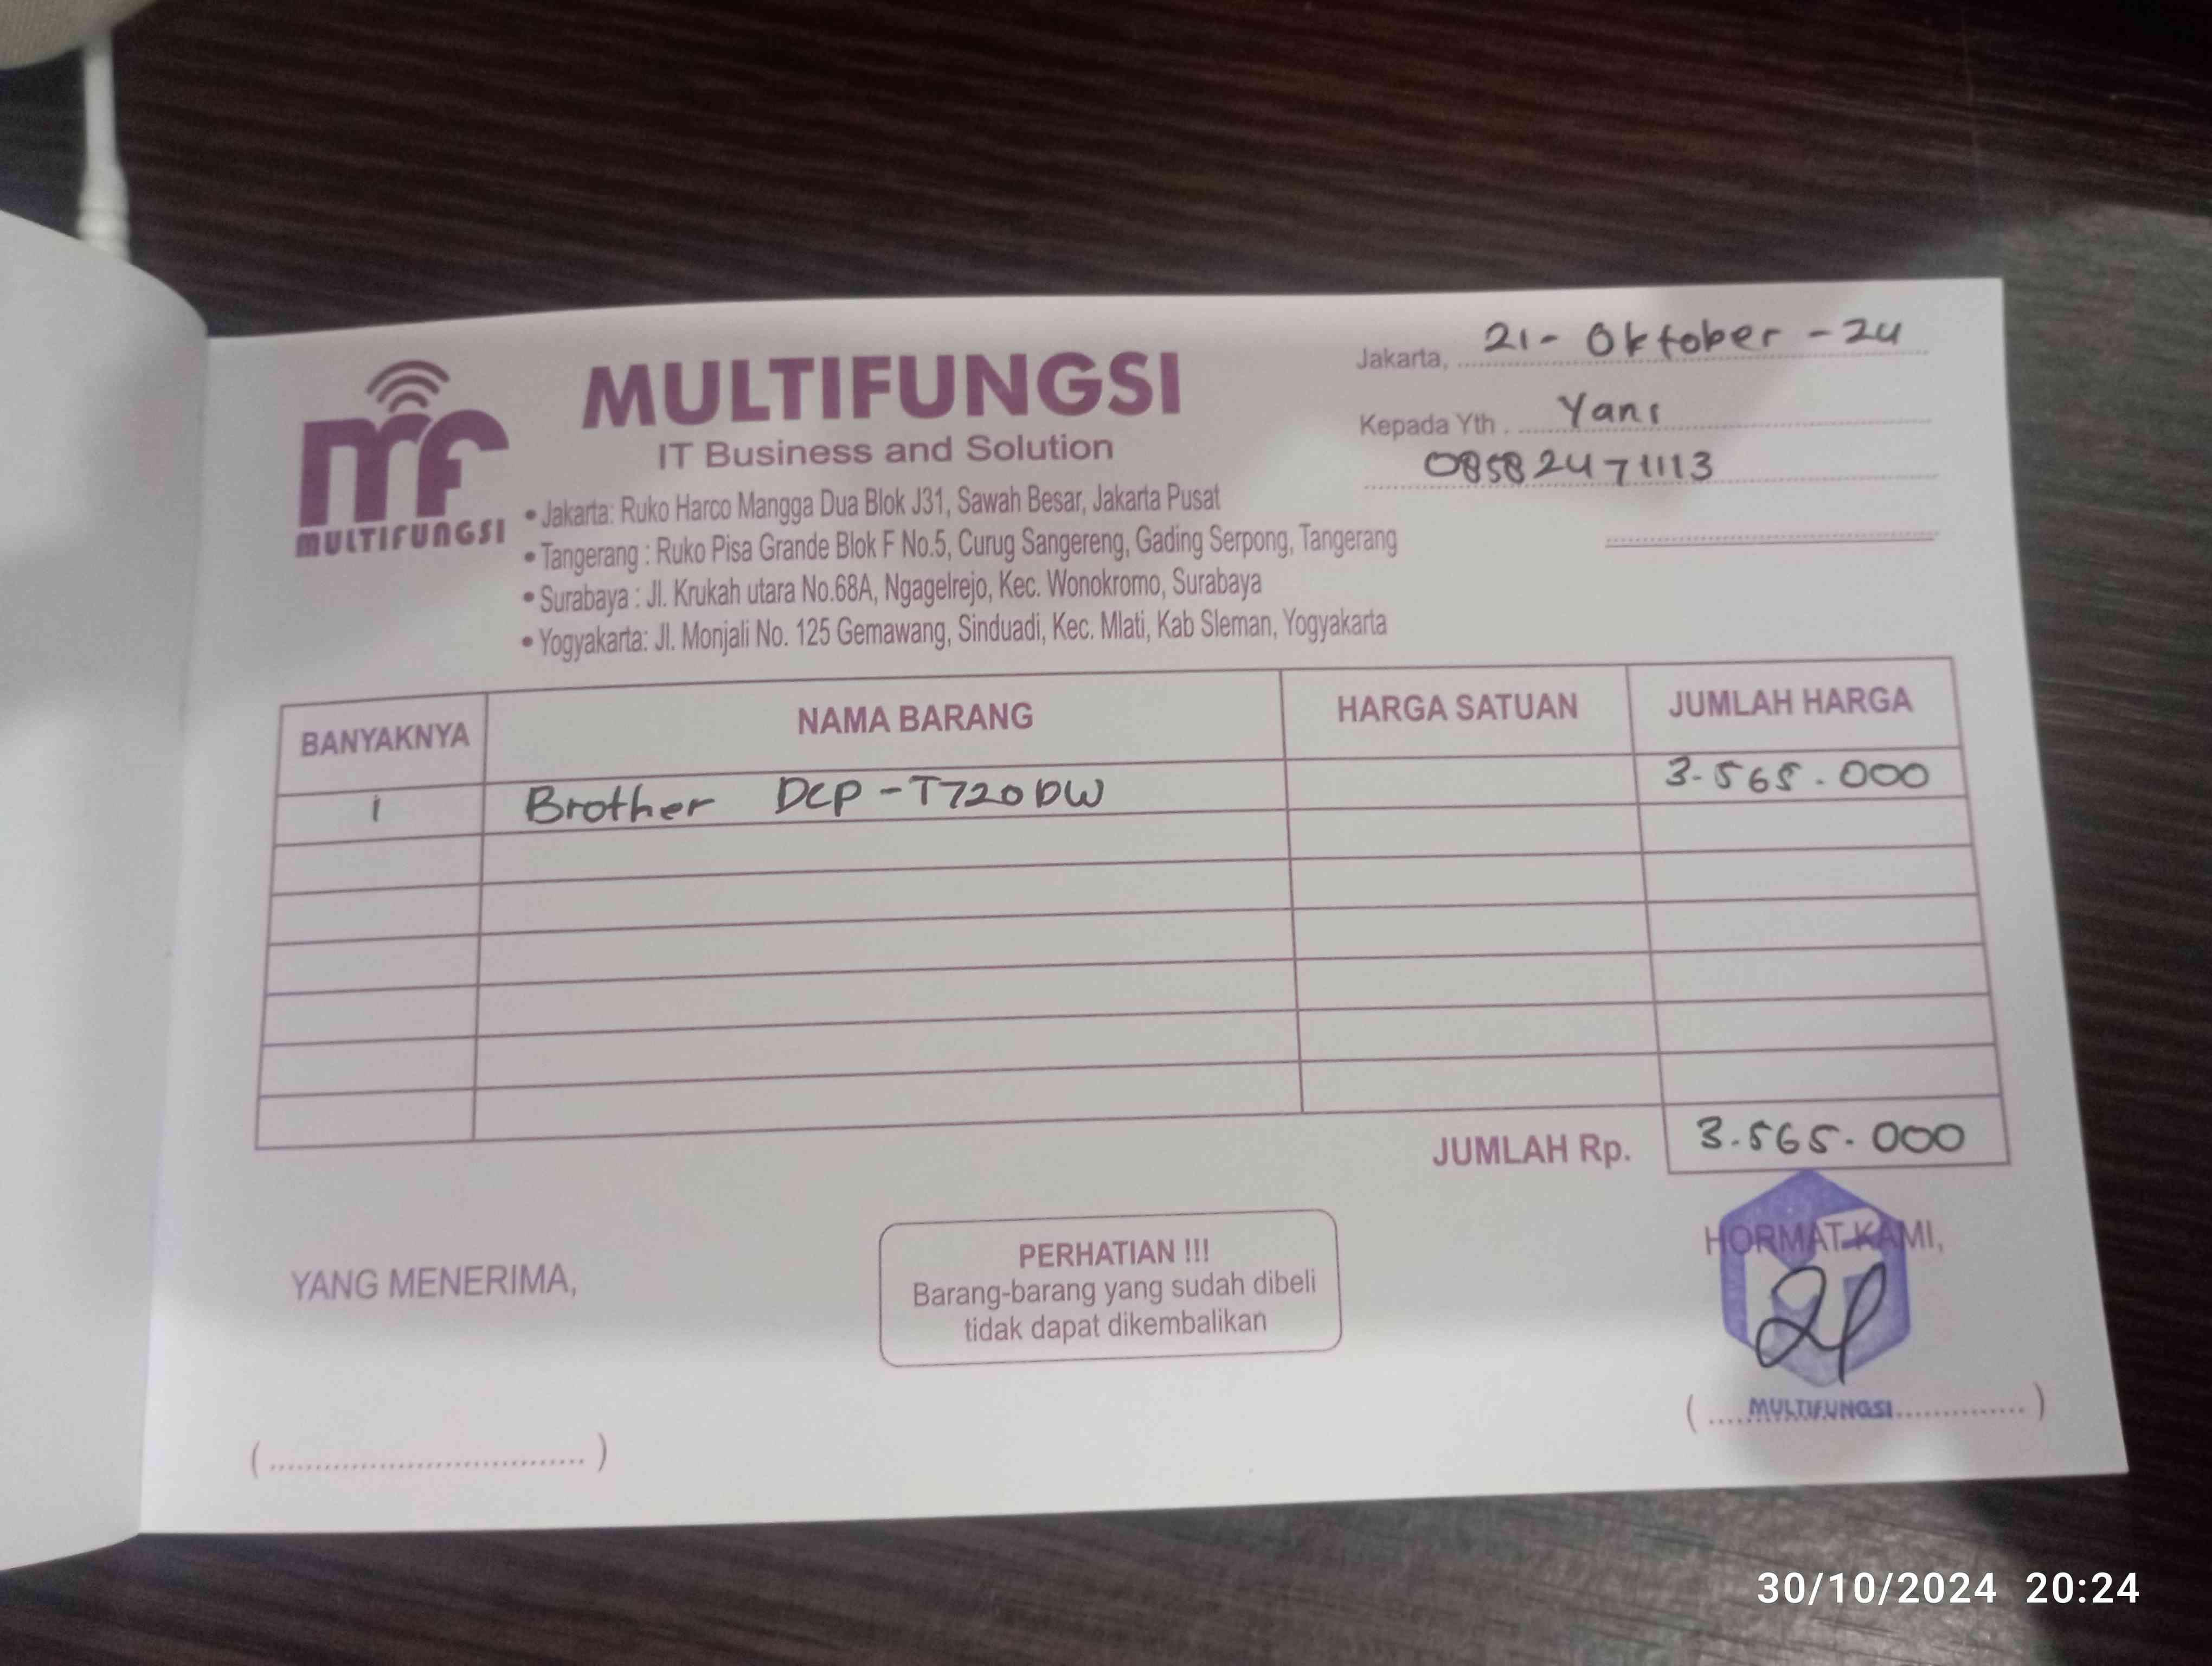 MULTIFUNGSI
IT Business and Solution
mf
MULTIFUNGSI
• Jakarta: Ruko Harco Mangga Dua Blok J31, Sawah Besar, Jakarta Pusat
• Tangerang : Ruko Pisa Grande Blok F No.5, Curug Sangereng, Gading Serpong, Tangerang
• Surabaya : Jl. Krukah utara No.68A, Ngagelrejo, Kec. Wonokromo, Surabaya
• Yogyakarta: Jl. Monjali No. 125 Gemawang, Sinduadi, Kec. Mlati, Kab Sleman, Yogyakarta
Jakarta, 21 - Oktober - 24
Kepada Yth. Yani
08582471113
BANYAKNYA NAMA BARANG HARGA SATUAN JUMLAH HARGA
1 Brother DCP-T720DW 3.565.000
JUMLAH Rp. 3.565.000
YANG MENERIMA,
PERHATIAN !!!
Barang-barang yang sudah dibeli
tidak dapat dikembalikan
HORMAT KAMI,
MULTIFUNGSI
30/10/2024 20:24